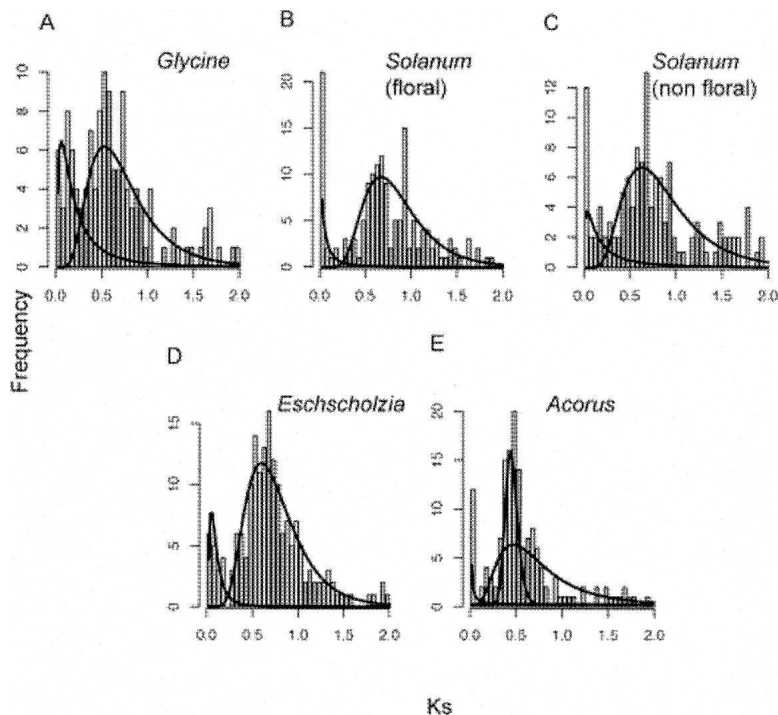 A
Glycine
B
Solanum
(floral)
C
Solanum
(non floral)
Frequency
0 2 4 6 8 10
0.0 0.5 1.0 1.5 2.0
0 5 10 15 20
0.0 0.5 1.0 1.5 2.0
0 2 4 6 8 10 12
0.0 0.5 1.0 1.5 2.0
D
Eschscholzia
E
Acorus
0 5 10 15
0.0 0.5 1.0 1.5 2.0
0 5 10 15 20
0.0 0.5 1.0 1.5 2.0
Ks